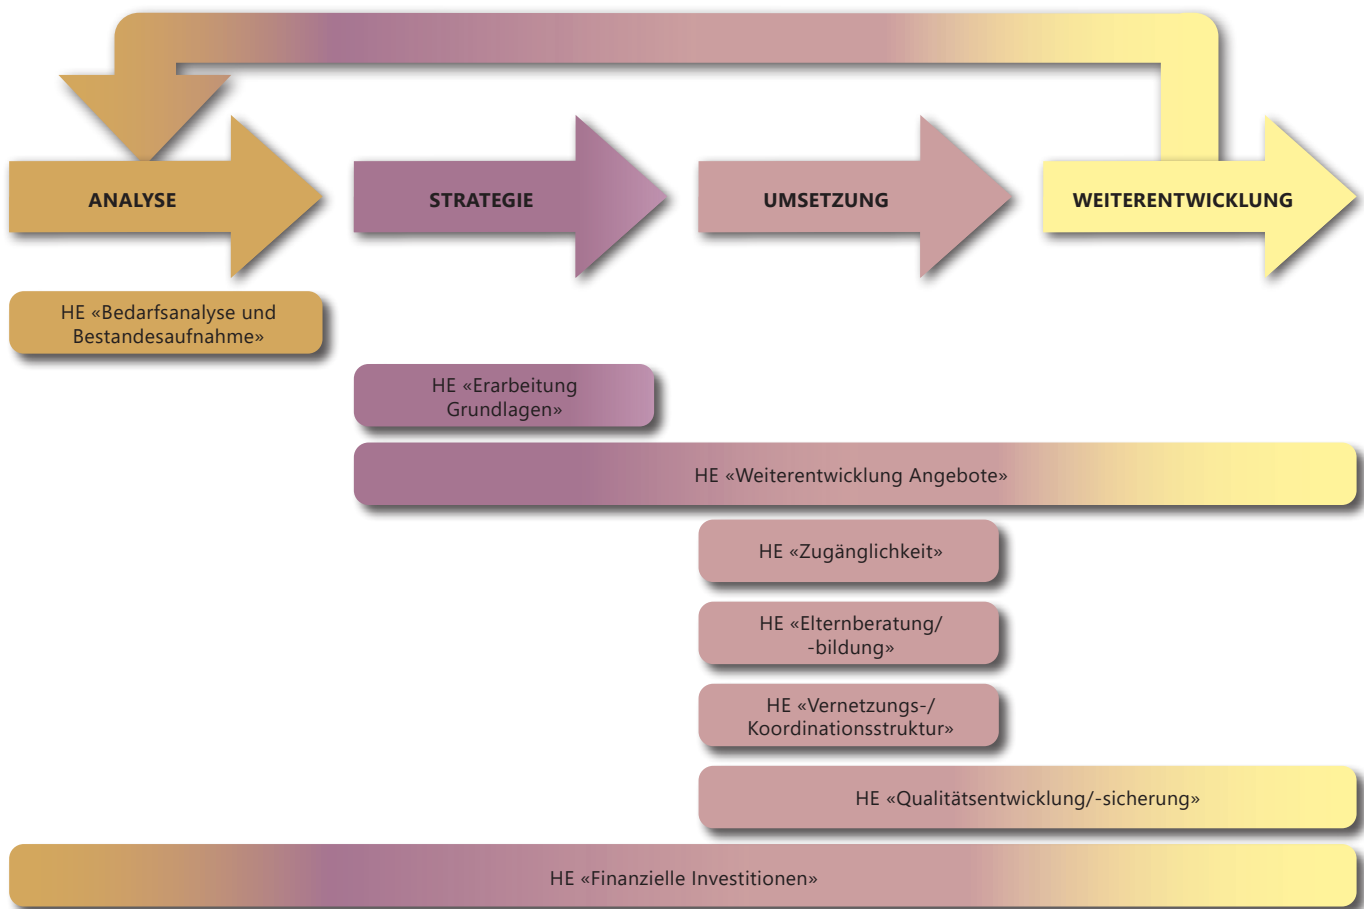 ANALYSE
STRATEGIE
UMSETZUNG
WEITERENTWICKLUNG
HE «Bedarfsanalyse und
Bestandesaufnahme»
HE «Erarbeitung
Grundlagen»
HE «Weiterentwicklung Angebote»
HE «Zugänglichkeit»
HE «Elternberatung/
-bildung»
HE «Vernetzungs-/
Koordinationsstruktur»
HE «Qualitätsentwicklung/-sicherung»
HE «Finanzielle Investitionen»